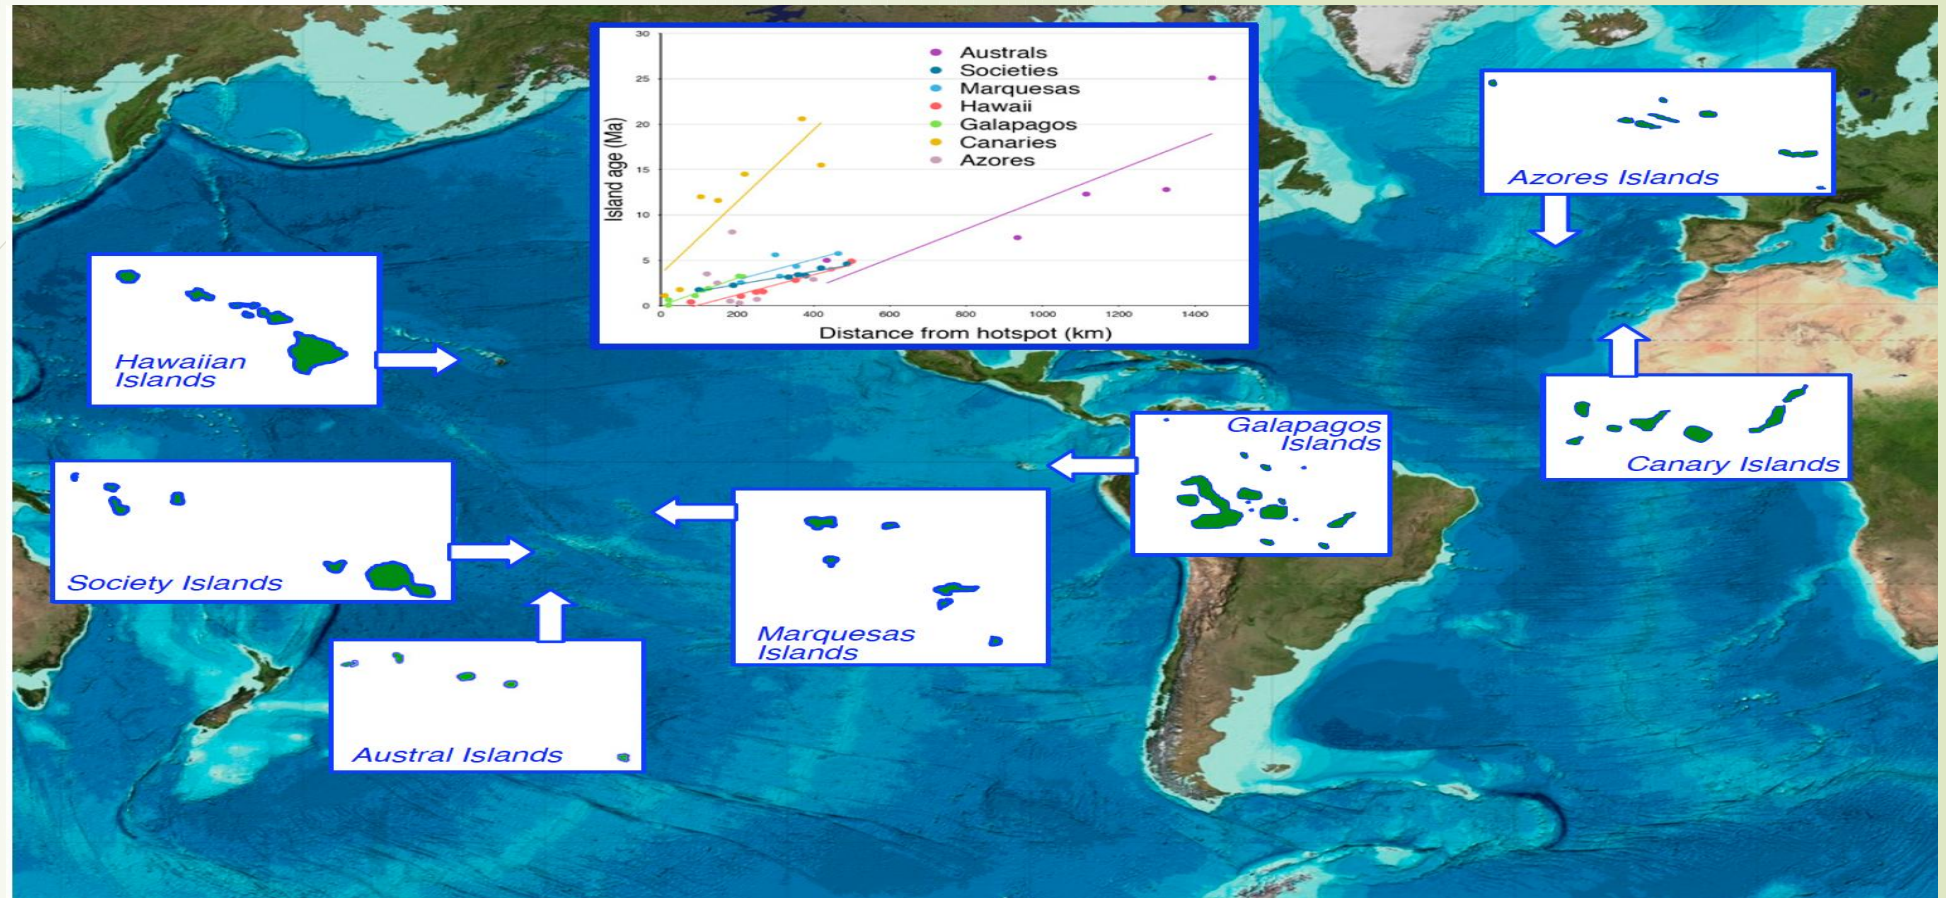 30
25
20
15
10
5
0
Island age (Ma)
0 200 400 600 800 1000 1200 1400
Distance from hotspot (km)
Australs
Societies
Marquesas
Hawaii
Galapagos
Canaries
Azores
Azores Islands
Hawaiian
Islands
Canary Islands
Galapagos
Islands
Society Islands
Marquesas
Islands
Austral Islands